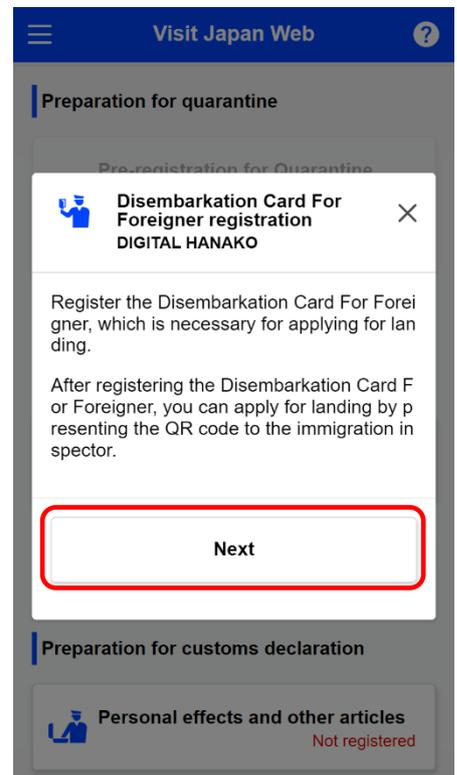 Visit Japan Web
?
Preparation for quarantine
Pre-registration for Quarantine
Disembarkation Card For
Foreigner registration
DIGITAL HANAKO
Register the Disembarkation Card For Forei
gner, which is necessary for applying for lan
ding.
After registering the Disembarkation Card F
or Foreigner, you can apply for landing by p
resenting the QR code to the immigration in
spector.
Next
Preparation for customs declaration
Personal effects and other articles
Not registered